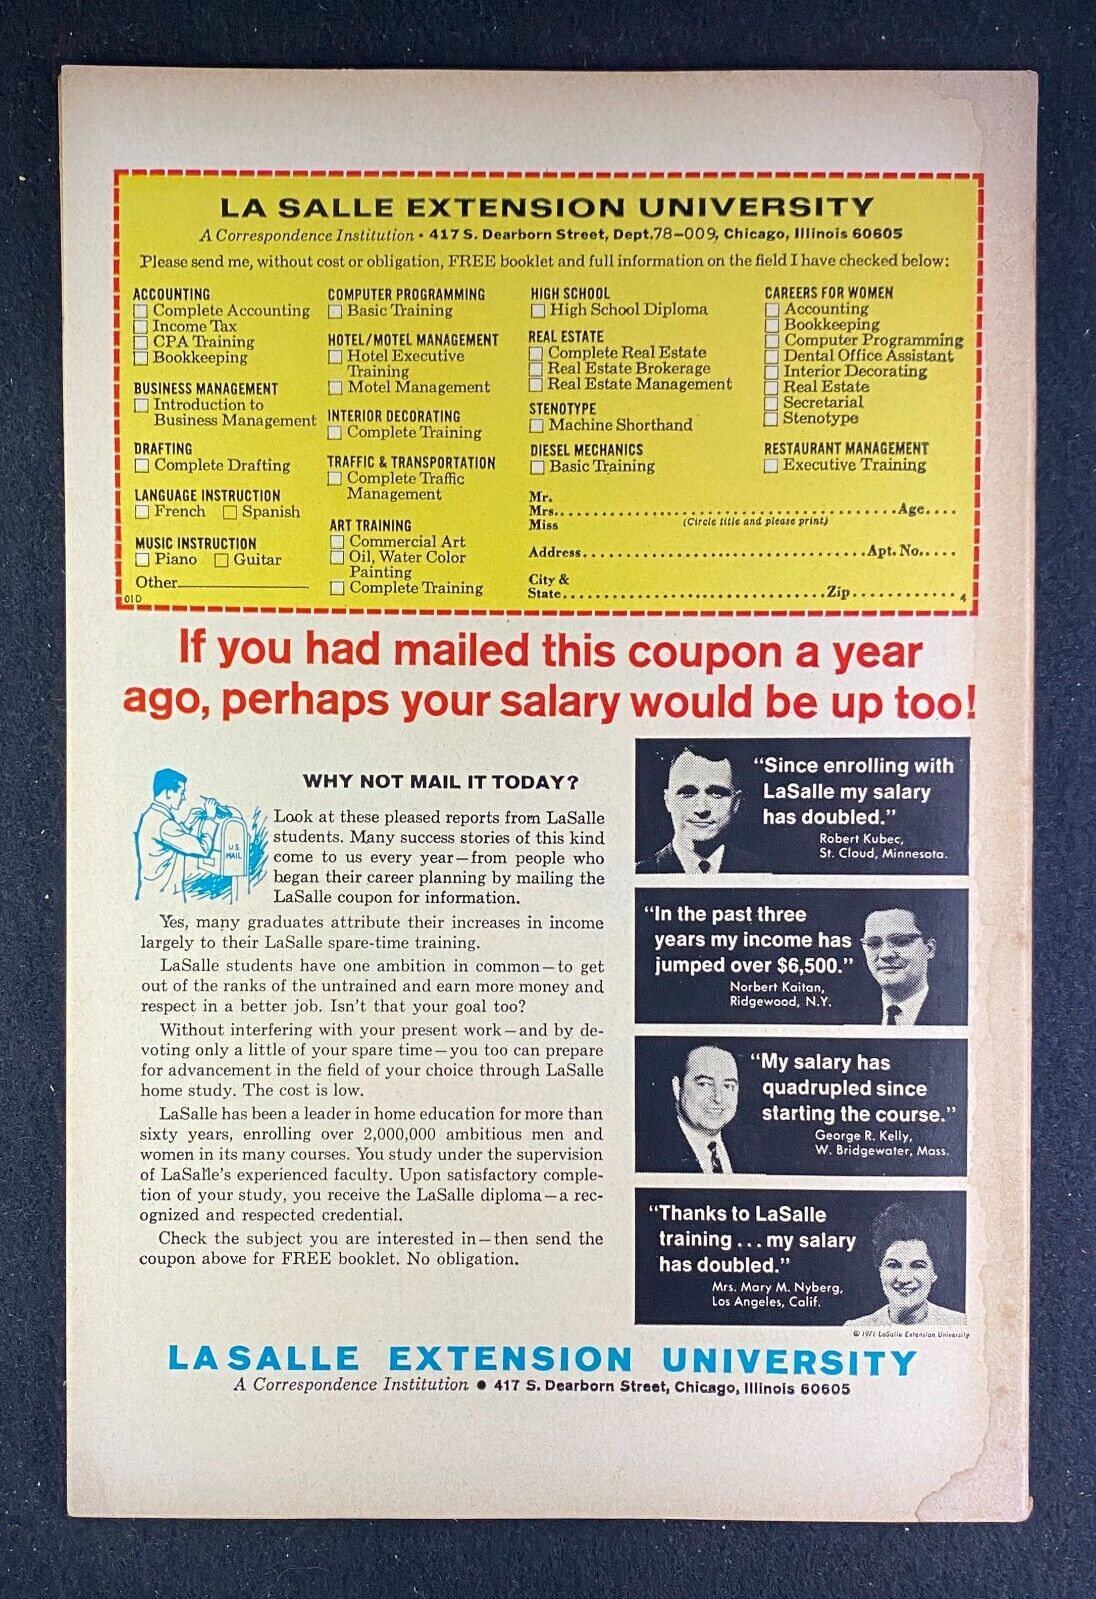 LA SALLE EXTENSION UNIVERSITY
A Correspondence Institution • 417 S. Dearborn Street, Dept.78-009, Chicago, Illinois 60605
Please send me, without cost or obligation, FREE booklet and full information on the field I have checked below:
ACCOUNTING
Complete Accounting
Income Tax
CPA Training
Bookkeeping
BUSINESS MANAGEMENT
Introduction to
Business Management
DRAFTING
Complete Drafting
LANGUAGE INSTRUCTION
French Spanish
MUSIC INSTRUCTION
Piano Guitar
Other
01D
COMPUTER PROGRAMMING
Basic Training
HOTEL/MOTEL MANAGEMENT
Hotel Executive
Training
Motel Management
INTERIOR DECORATING
Complete Training
TRAFFIC & TRANSPORTATION
Complete Traffic
Management
ART TRAINING
Commercial Art
Oil, Water Color
Painting
Complete Training
HIGH SCHOOL
High School Diploma
REAL ESTATE
Complete Real Estate
Real Estate Brokerage
Real Estate Management
STENOTYPE
Machine Shorthand
DIESEL MECHANICS
Basic Training
CAREERS FOR WOMEN
Accounting
Bookkeeping
Computer Programming
Dental Office Assistant
Interior Decorating
Real Estate
Secretarial
Stenotype
RESTAURANT MANAGEMENT
Executive Training
Mr.
Mrs. Age
Miss (Circle title and please print)
Address Apt. No.
City &
State Zip 4
If you had mailed this coupon a year
ago, perhaps your salary would be up too!
WHY NOT MAIL IT TODAY?
U.S.
MAIL
Look at these pleased reports from LaSalle
students. Many success stories of this kind
come to us every year—from people who
began their career planning by mailing the
LaSalle coupon for information.
Yes, many graduates attribute their increases in income
largely to their LaSalle spare-time training.
LaSalle students have one ambition in common—to get
out of the ranks of the untrained and earn more money and
respect in a better job. Isn't that your goal too?
Without interfering with your present work—and by de-
voting only a little of your spare time—you too can prepare
for advancement in the field of your choice through LaSalle
home study. The cost is low.
LaSalle has been a leader in home education for more than
sixty years, enrolling over 2,000,000 ambitious men and
women in its many courses. You study under the supervision
of LaSalle's experienced faculty. Upon satisfactory comple-
tion of your study, you receive the LaSalle diploma—a rec-
ognized and respected credential.
Check the subject you are interested in—then send the
coupon above for FREE booklet. No obligation.
"Since enrolling with
LaSalle my salary
has doubled."
Robert Kubec,
St. Cloud, Minnesota.
"In the past three
years my income has
jumped over $6,500."
Norbert Kaitan,
Ridgewood, N.Y.
"My salary has
quadrupled since
starting the course."
George R. Kelly,
W. Bridgewater, Mass.
"Thanks to LaSalle
training . . . my salary
has doubled."
Mrs. Mary M. Nyberg,
Los Angeles, Calif.
© 1971 LaSalle Extension University
LA SALLE EXTENSION UNIVERSITY
A Correspondence Institution • 417 S. Dearborn Street, Chicago, Illinois 60605